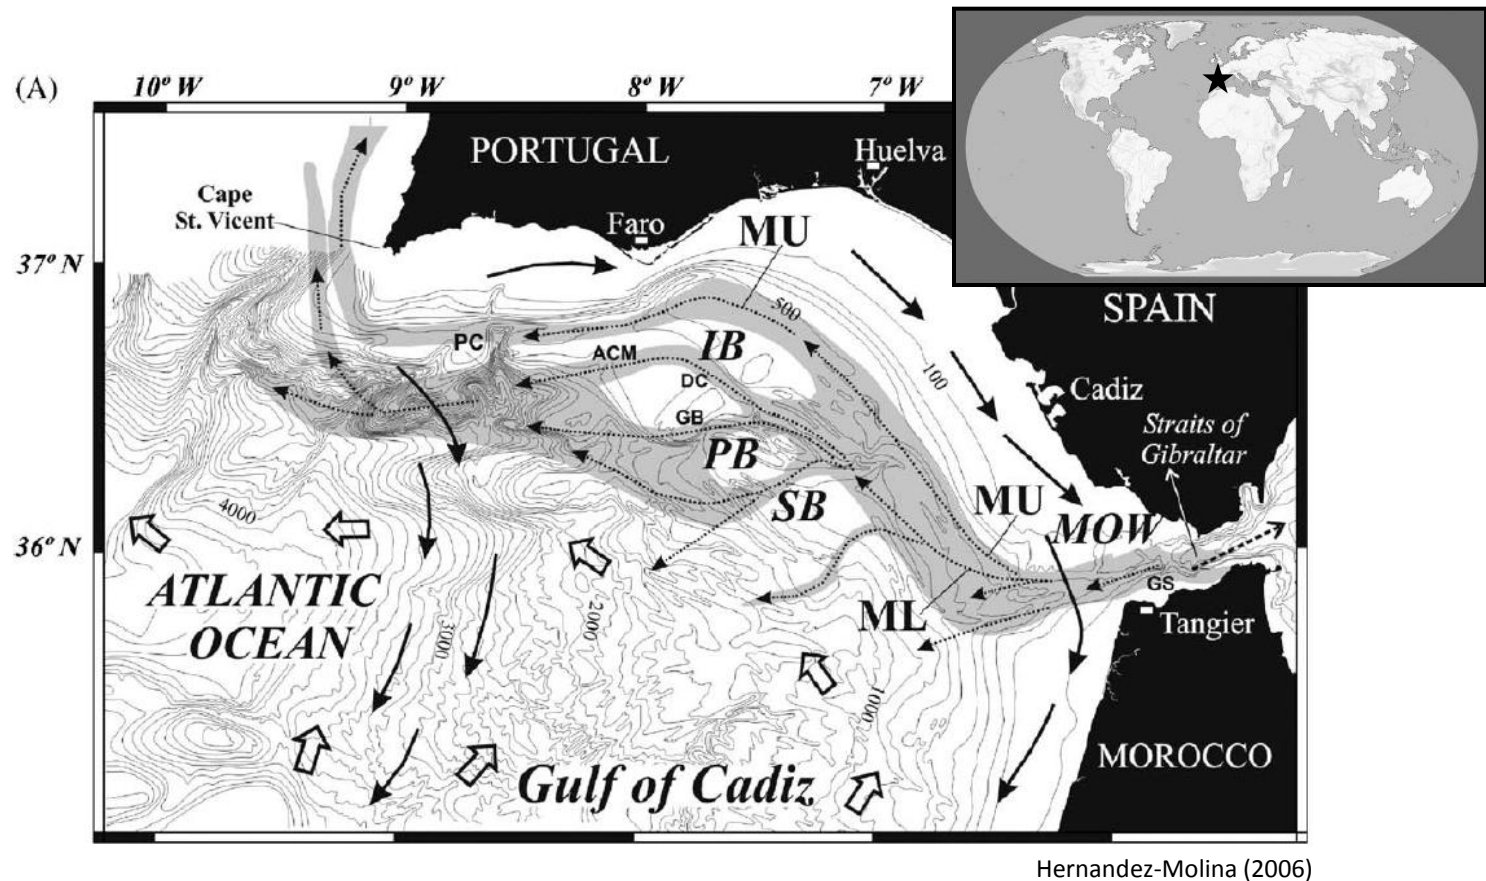 (A)
10º W
9º W
8º W
7º W
PORTUGAL
Huelva
Cape
St. Vicent
Faro
MU
37º N
500
SPAIN
PC
IB
ACM
DC
100
Cadiz
GB
Straits of
Gibraltar
PB
SB
MU
MOW
4000
36º N
ATLANTIC
OCEAN
GS
2000
3000
ML
Tangier
1000
MOROCCO
Gulf of Cadiz
Hernandez-Molina (2006)